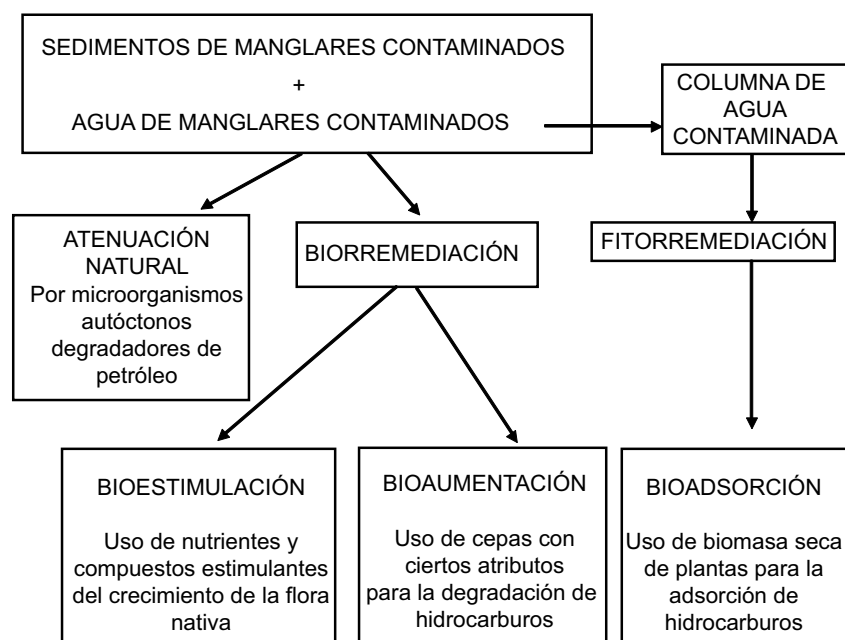 SEDIMENTOS DE MANGLARES CONTAMINADOS
+
AGUA DE MANGLARES CONTAMINADOS
COLUMNA DE
AGUA
CONTAMINADA
ATENUACIÓN
NATURAL
Por microorganismos
autóctonos
degradadores de
petróleo
BIORREMEDIACIÓN
FITORREMEDIACIÓN
BIOESTIMULACIÓN
Uso de nutrientes y
compuestos estimulantes
del crecimiento de la flora
nativa
BIOAUMENTACIÓN
Uso de cepas con
ciertos atributos
para la degradación de
hidrocarburos
BIOADSORCIÓN
Uso de biomasa seca
de plantas para la
adsorción de
hidrocarburos